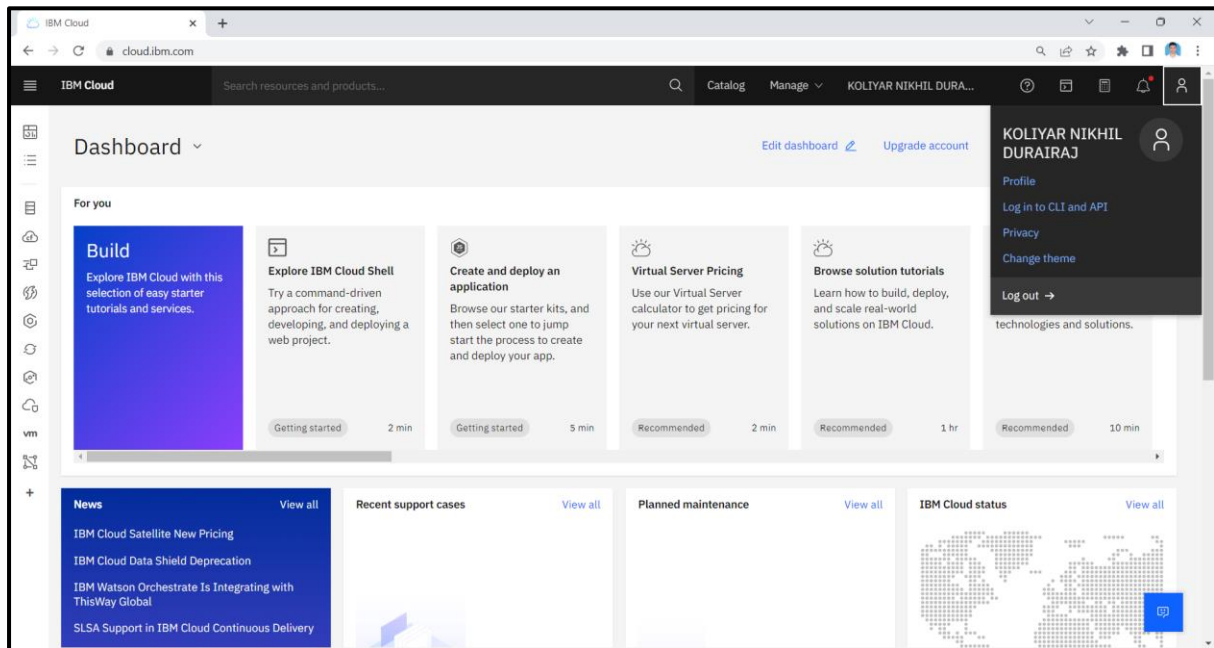 IBM Cloud
cloud.ibm.com
IBM Cloud
Search resources and products...
Catalog
Manage
KOLIYAR NIKHIL DURA...
KOLIYAR NIKHIL
DURAIRAJ
Profile
Log in to CLI and API
Privacy
Change theme
Log out →
Dashboard
Edit dashboard
Upgrade account
For you
Build
Explore IBM Cloud with this
selection of easy starter
tutorials and services.
Explore IBM Cloud Shell
Try a command-driven
approach for creating,
developing, and deploying a
web project.
Getting started
2 min
JS
Create and deploy an
application
Browse our starter kits, and
then select one to jump
start the process to create
and deploy your app.
Getting started
5 min
Virtual Server Pricing
Use our Virtual Server
calculator to get pricing for
your next virtual server.
Recommended
2 min
Browse solution tutorials
Learn how to build, deploy,
and scale real-world
solutions on IBM Cloud.
Recommended
1 hr
technologies and solutions.
Recommended
10 min
vm
News
View all
IBM Cloud Satellite New Pricing
IBM Cloud Data Shield Deprecation
IBM Watson Orchestrate Is Integrating with
ThisWay Global
SLSA Support in IBM Cloud Continuous Delivery
Recent support cases
View all
Planned maintenance
View all
IBM Cloud status
View all